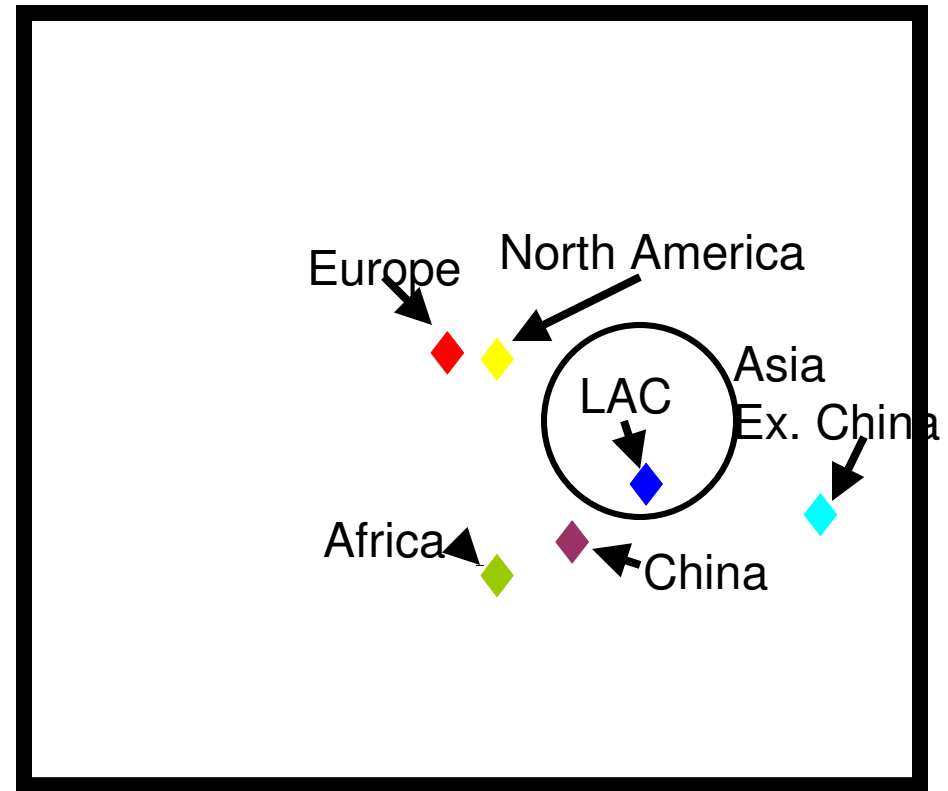 North America
Europe
Asia
Ex. China
LAC
Africa
China